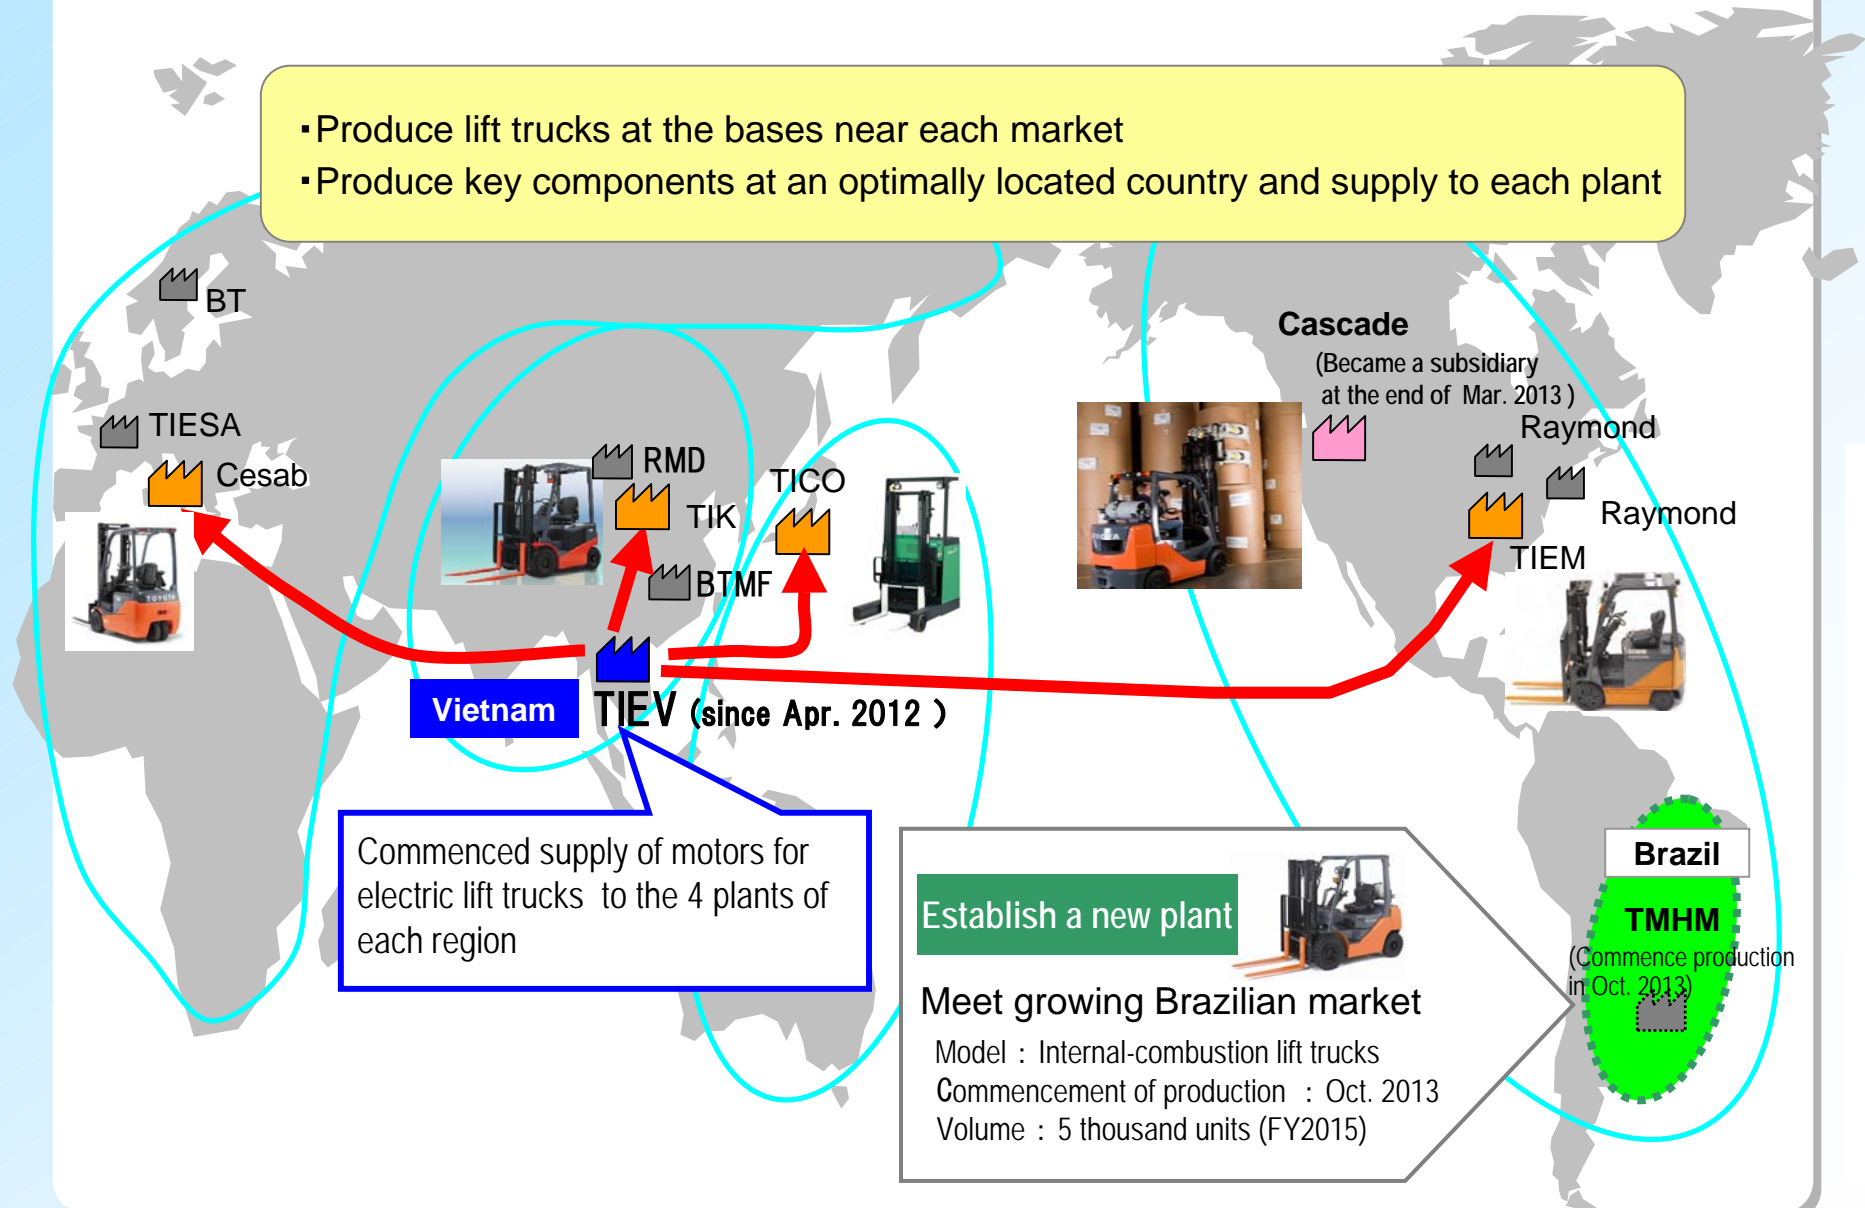 ・Produce lift trucks at the bases near each market
・Produce key components at an optimally located country and supply to each plant
BT
Cascade
(Became a subsidiary
at the end of Mar. 2013)
TIESA
Cesab
RMD
TIK
BTMF
TICO
Raymond
Raymond
TIEM
Vietnam
TIEV (since Apr. 2012 )
Commenced supply of motors for
electric lift trucks to the 4 plants of
each region
Establish a new plant
Meet growing Brazilian market
Model : Internal-combustion lift trucks
Commencement of production : Oct. 2013
Volume : 5 thousand units (FY2015)
Brazil
TMHM
(Commence production
in Oct. 2013)
TOYOTA